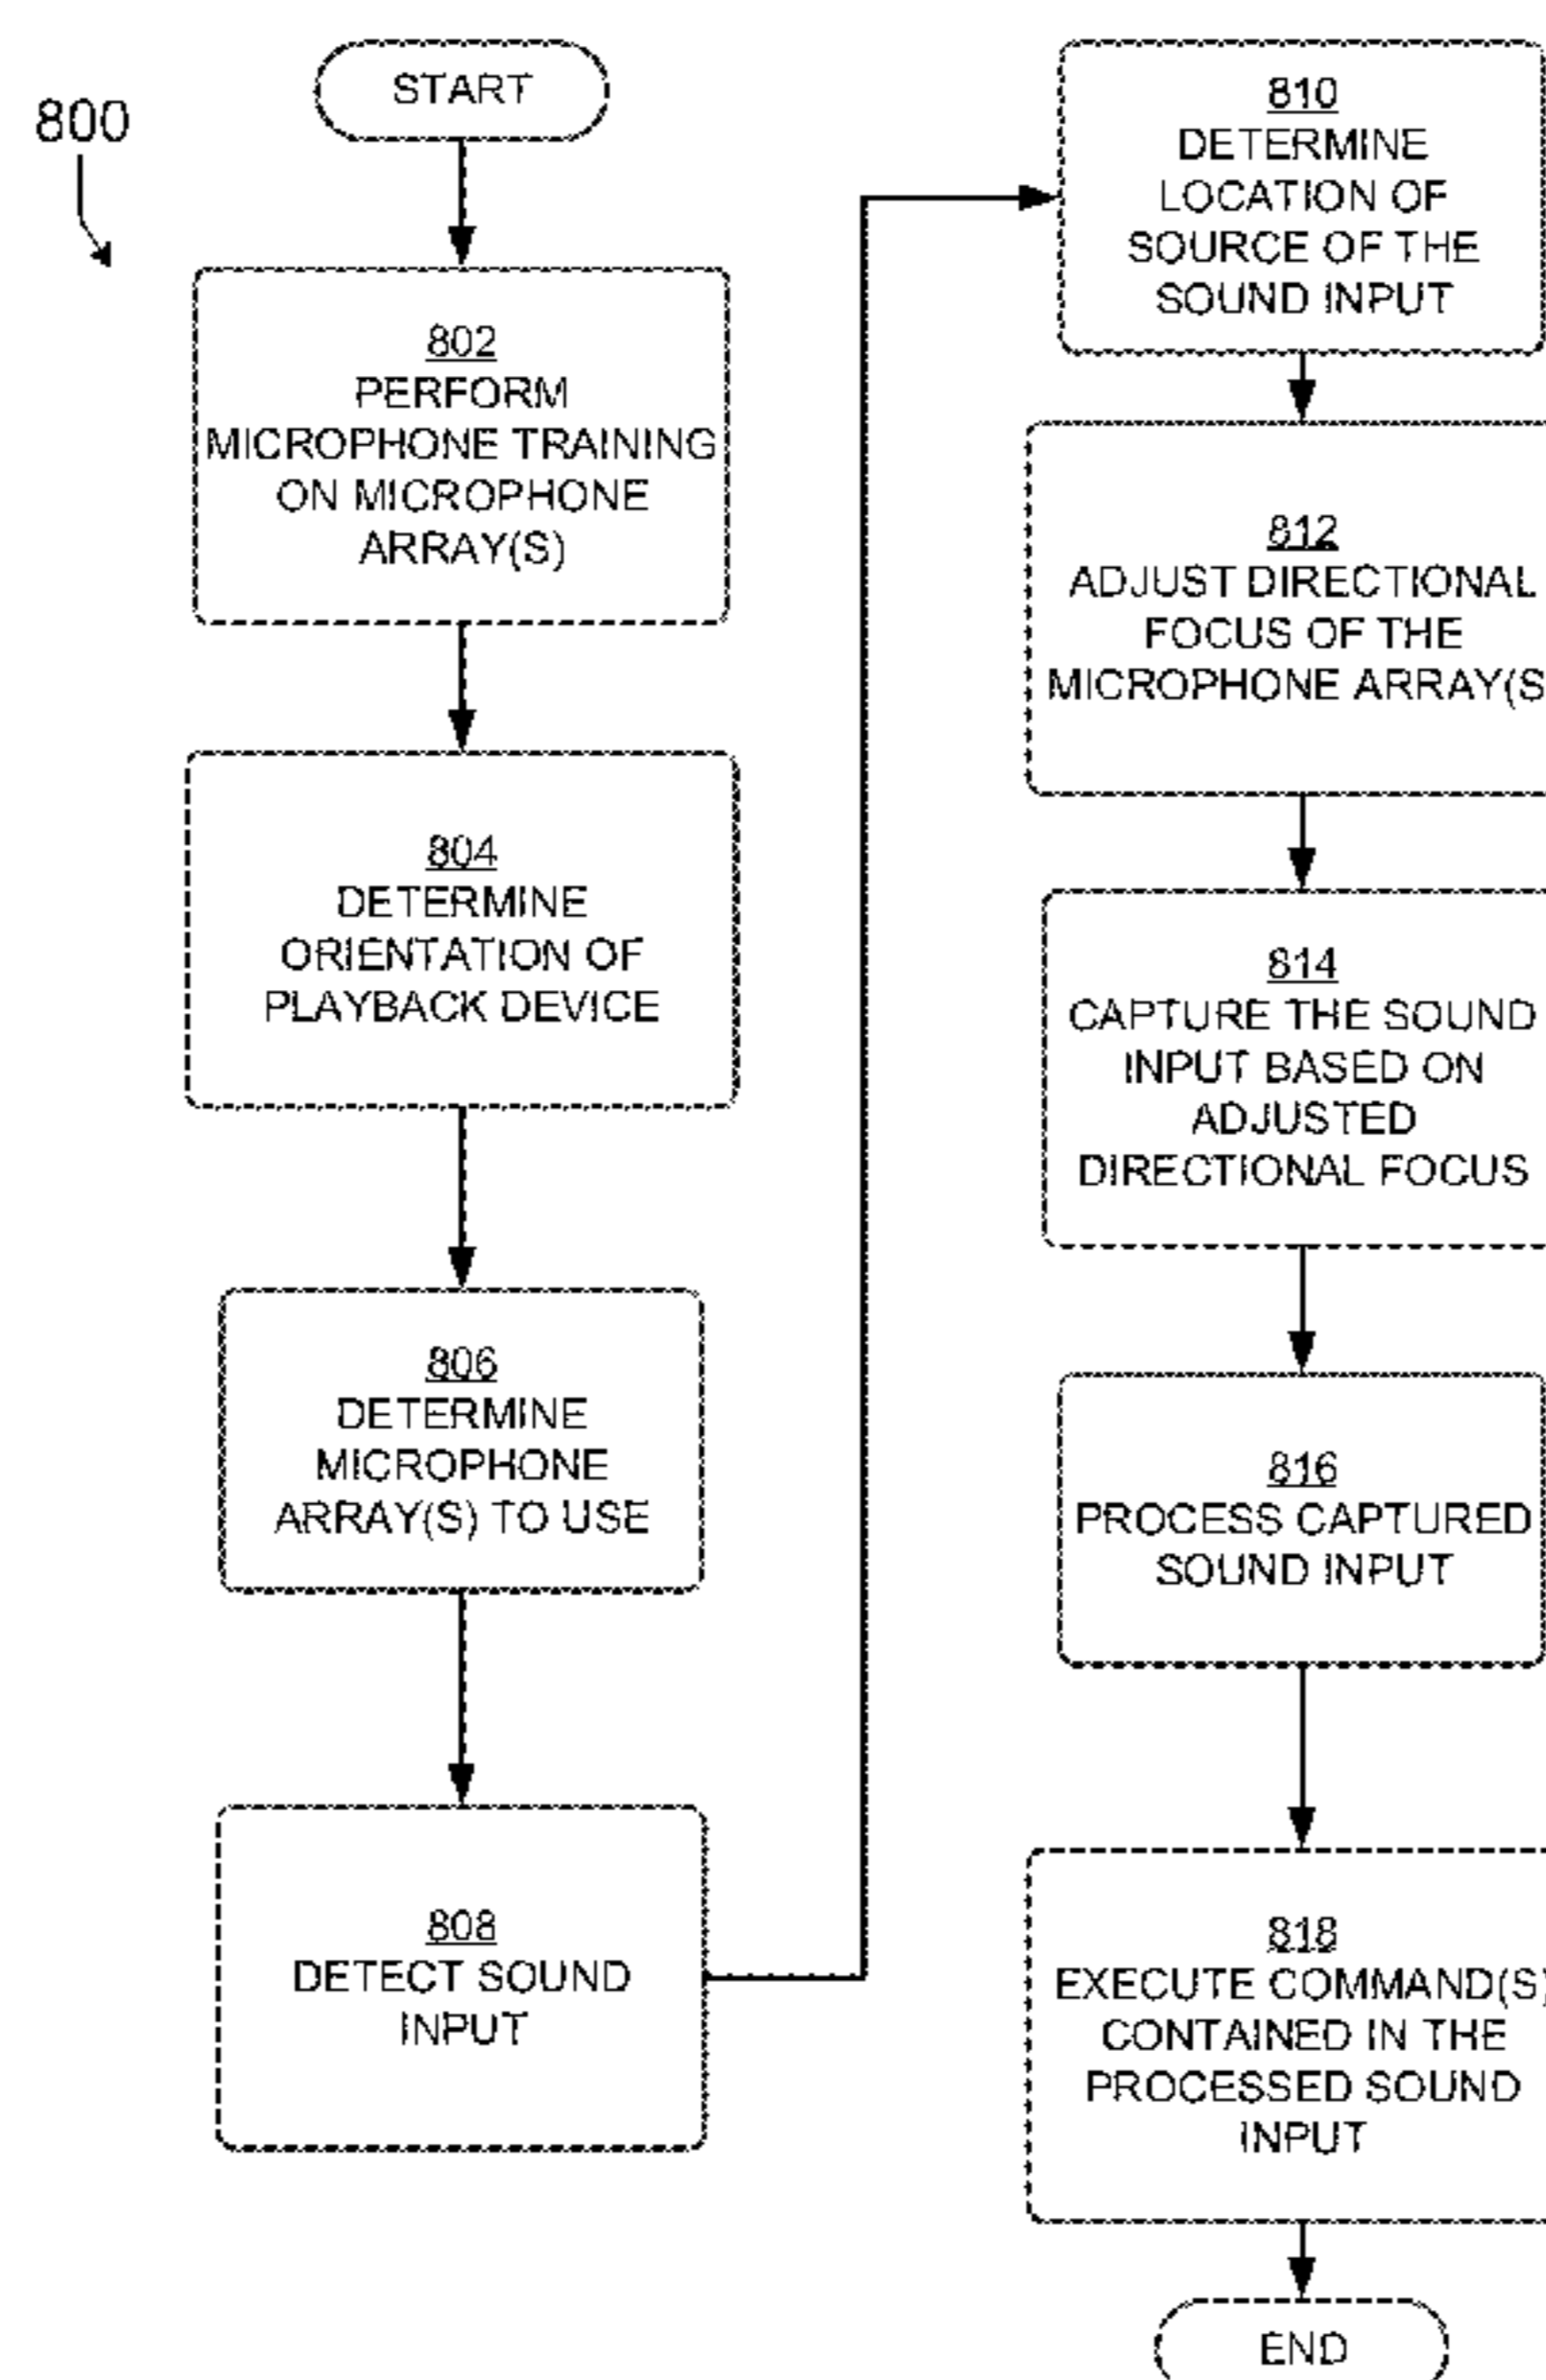 800
START
802
PERFORM
MICROPHONE TRAINING
ON MICROPHONE
ARRAY(S)
804
DETERMINE
ORIENTATION OF
PLAYBACK DEVICE
806
DETERMINE
MICROPHONE
ARRAY(S) TO USE
808
DETECT SOUND
INPUT
810
DETERMINE
LOCATION OF
SOURCE OF THE
SOUND INPUT
812
ADJUST DIRECTIONAL
FOCUS OF THE
MICROPHONE ARRAY(S
814
CAPTURE THE SOUND
INPUT BASED ON
ADJUSTED
DIRECTIONAL FOCUS
816
PROCESS CAPTURED
SOUND INPUT
818
EXECUTE COMMAND(S)
CONTAINED IN THE
PROCESSED SOUND
INPUT
END